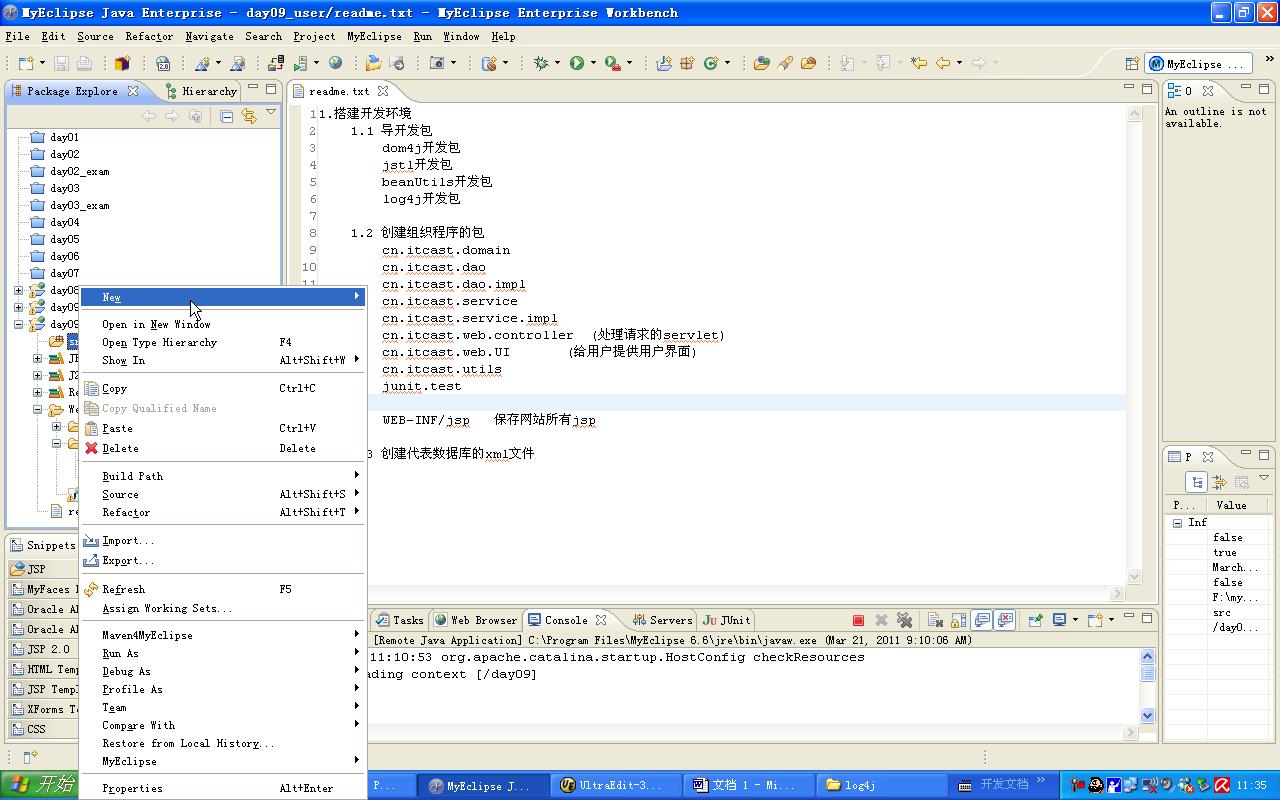 MyEclipse Java Enterprise - day09_user/readme.txt - MyEclipse Enterprise Workbench
File Edit Source Refactor Navigate Search Project MyEclipse Run Window Help
MyEclipse ...
Package Explore
Hierarchy
day01
day02
day02_exam
day03
day03_exam
day04
day05
day06
day07
day08
day09
day09
New
Open in New Window
Open Type Hierarchy F4
Show In Alt+Shift+W
Copy Ctrl+C
Copy Qualified Name
Paste Ctrl+V
Delete Delete
Build Path
Source Alt+Shift+S
Refactor Alt+Shift+T
Import...
Export...
Refresh F5
Assign Working Sets...
Maven4MyEclipse
Run As
Debug As
Profile As
Team
Compare With
Restore from Local History...
MyEclipse
Properties Alt+Enter
Snippets
JSP
MyFaces
Oracle
Oracle
JSP 2.0
HTML Temp
JSP Templ
XForms
CSS
readme.txt
1 1.搭建开发环境
2 1.1 导开发包
3 dom4j开发包
4 jstl开发包
5 beanUtils开发包
6 log4j开发包
7
8 1.2 创建组织程序的包
9 cn.itcast.domain
10 cn.itcast.dao
11 cn.itcast.dao.impl
cn.itcast.service
cn.itcast.service.impl
cn.itcast.web.controller (处理请求的servlet)
cn.itcast.web.UI (给用户提供用户界面)
cn.itcast.utils
junit.test
WEB-INF/jsp 保存网站所有jsp
3 创建代表数据库的xml文件
Tasks
Web Browser
Console
Servers
JUnit
[Remote Java Application] C:\Program Files\MyEclipse 6.6\jre\bin\javaw.exe (Mar 21, 2011 9:10:06 AM)
11:10:53 org.apache.catalina.startup.HostConfig checkResources
ading context [/day09]
O
An outline is not
available.
P
P... Value
Inf
false
true
March...
false
F:\my...
src
/day0...
开始
P...
MyEclipse J...
UltraEdit-3...
文档 1 - Mi...
log4j
开发文档
11:35